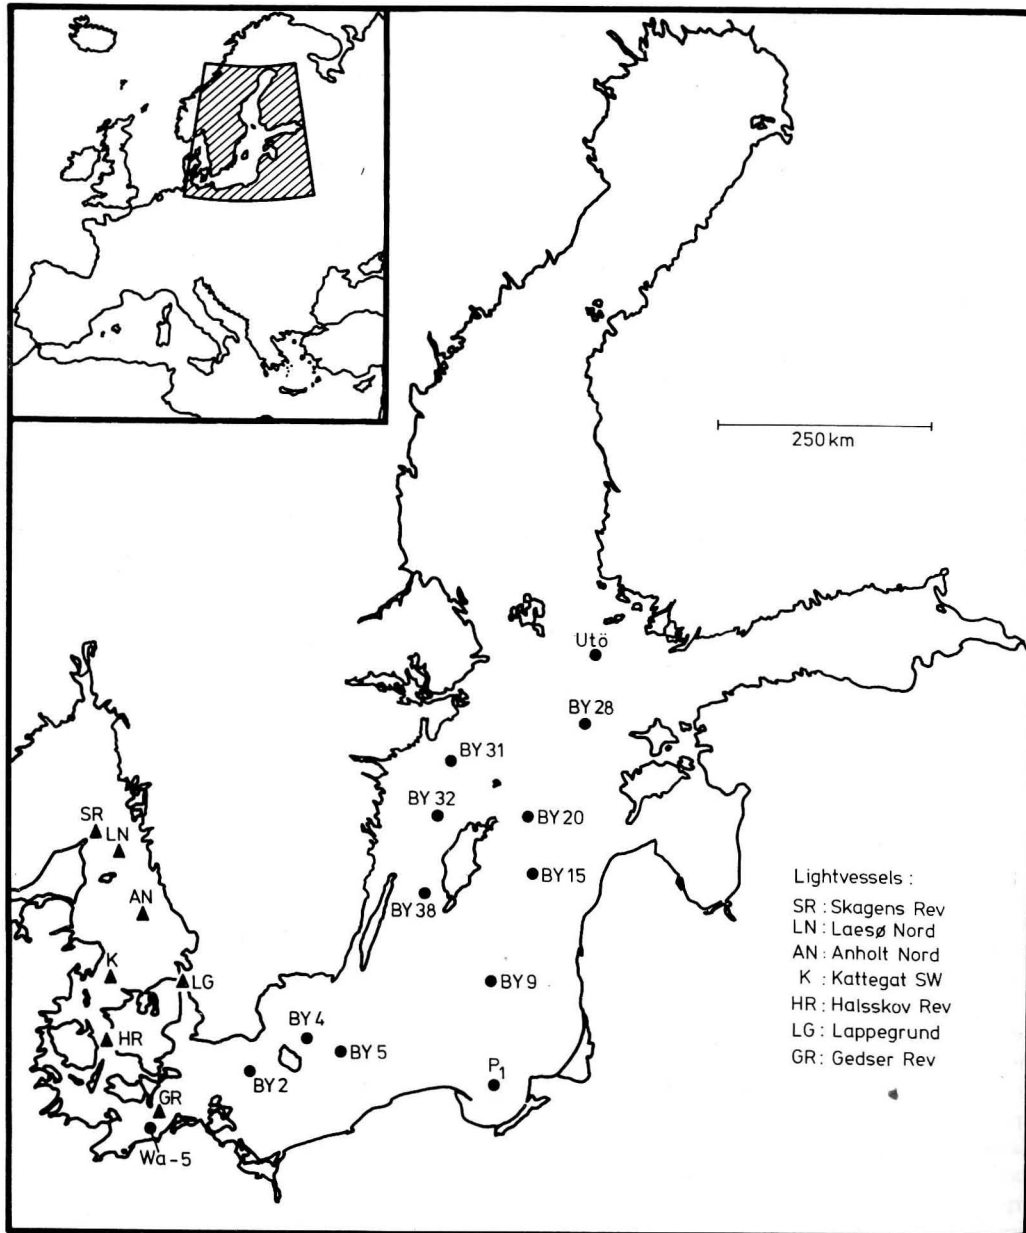 250 km
Utö
BY 28
BY 31
BY 32
BY 20
SR
LN
BY 15
BY 38
AN
K
LG
BY 9
BY 4
HR
BY 5
BY 2
P1
GR
Wa-5
Lightvessels :
SR : Skagens Rev
LN : Laesø Nord
AN : Anholt Nord
K : Kattegat SW
HR : Halsskov Rev
LG : Lappegrund
GR : Gedser Rev